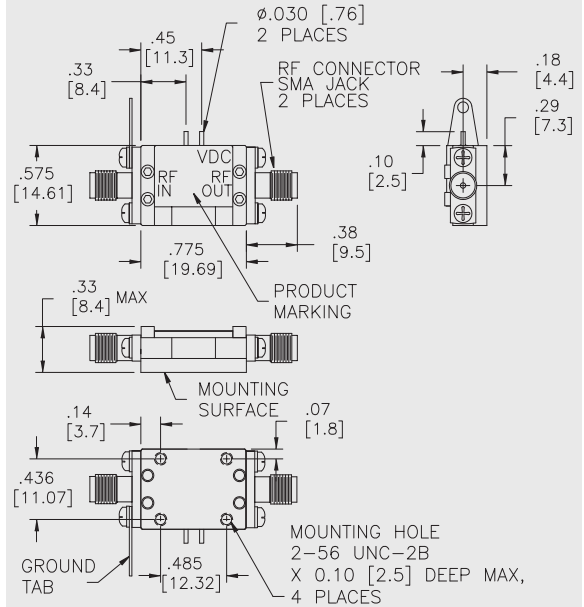 ø.030 [.76]
2 PLACES
.45
[11.3]
.33
[8.4]
RF CONNECTOR
SMA JACK
2 PLACES
.18
[4.4]
.29
[7.3]
.10
[2.5]
VDC
RF
IN
RF
OUT
.575
[14.61]
.38
[9.5]
.775
[19.69]
PRODUCT
MARKING
.33
[8.4] MAX
MOUNTING
SURFACE
.14
[3.7]
.07
[1.8]
.436
[11.07]
GROUND
TAB
.485
[12.32]
MOUNTING HOLE
2-56 UNC-2B
X 0.10 [2.5] DEEP MAX,
4 PLACES